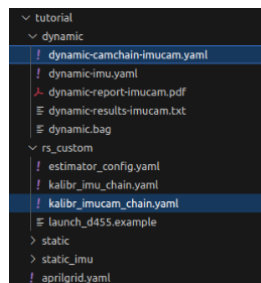 tutorial
dynamic
dynamic-camchain-imucam.yaml
dynamic-imu.yaml
dynamic-report-imucam.pdf
dynamic-results-imucam.txt
dynamic.bag
rs_custom
estimator_config.yaml
kalibr_imu_chain.yaml
kalibr_imucam_chain.yaml
launch_d455.example
static
static_imu
aprilgrid.yaml